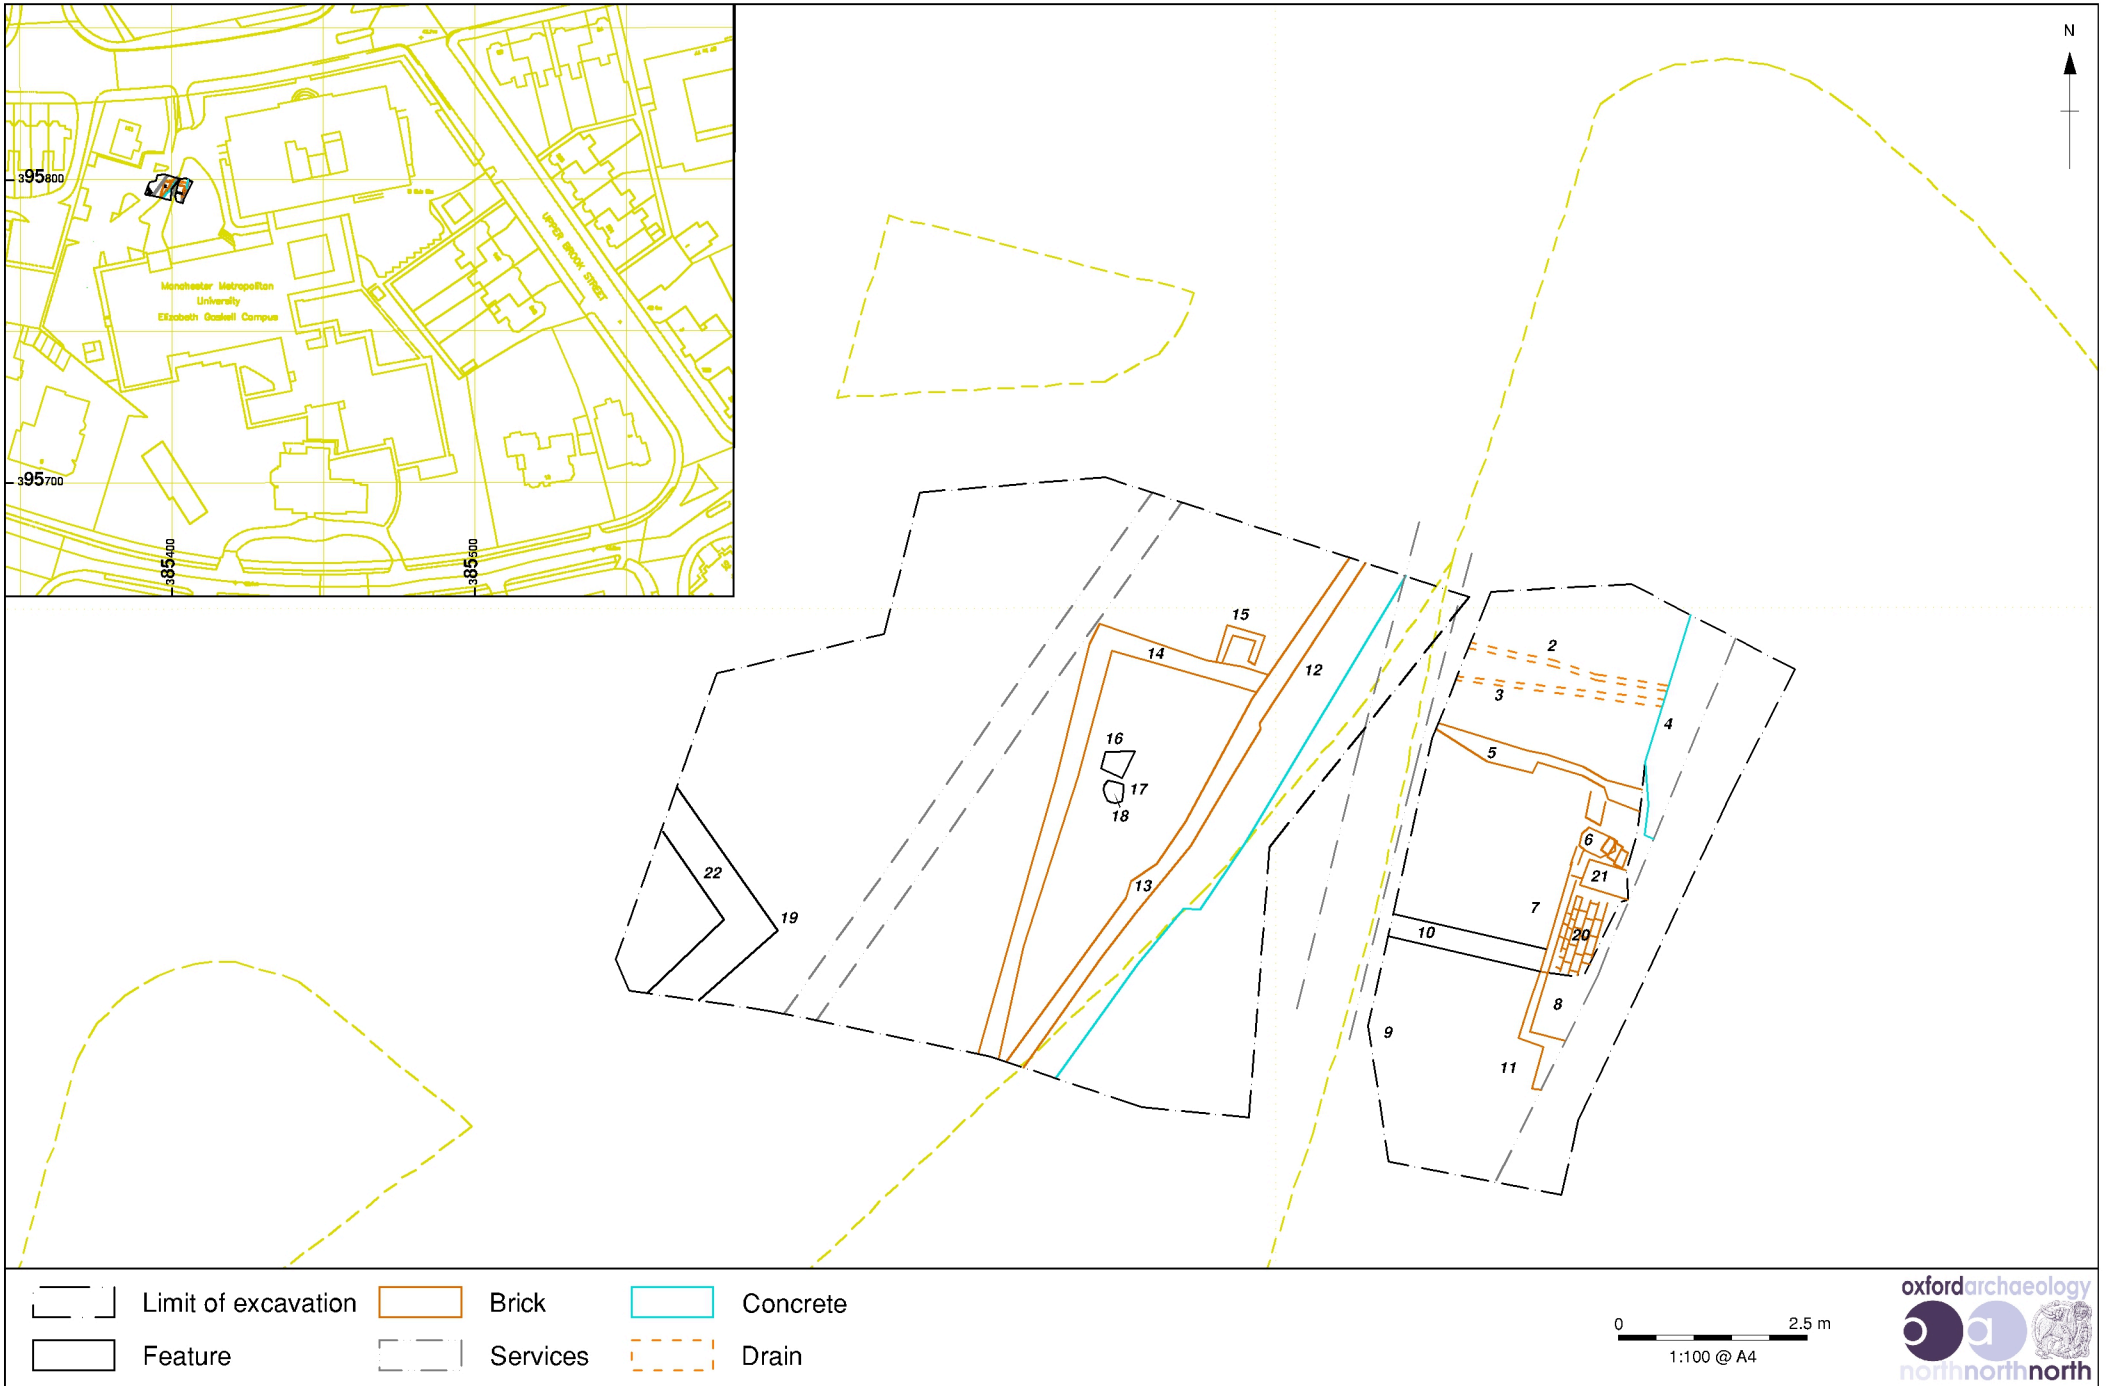 N
395800
395700
385400
385500
UPPER BROOK STREET
Manchester Metropolitan
University
Elizabeth Gaskell Campus
15
14
12
2
3
4
5
16
17
18
13
6
21
7
20
10
22
19
8
9
11
Limit of excavation
Brick
Concrete
Feature
Services
Drain
0
2.5 m
1:100 @ A4
oxfordarchaeology
o a
northnorthnorth